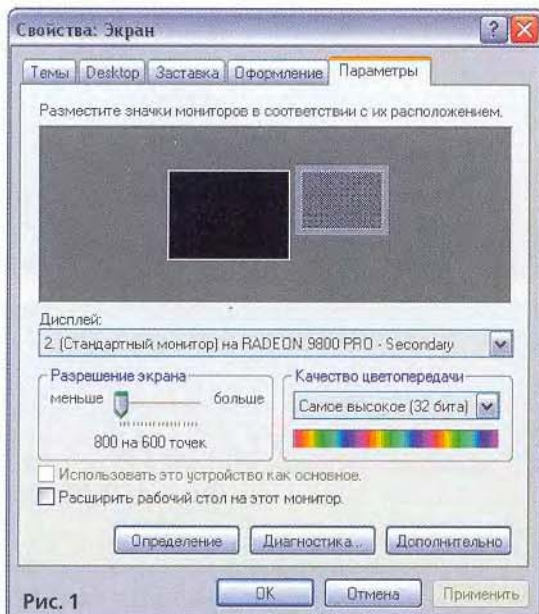 Свойства: Экран
Темы Desktop Заставка Оформление Параметры
Разместите значки мониторов в соответствии с их расположением.
Дисплей:
2. (Стандартный монитор) на RADEON 9800 PRO - Secondary
Разрешение экрана
меньше больше
800 на 600 точек
Качество цветопередачи
Самое высокое (32 бита)
Использовать это устройство как основное.
Расширить рабочий стол на этот монитор.
Определение Диагностика... Дополнительно
Рис. 1
OK Отмена Применить